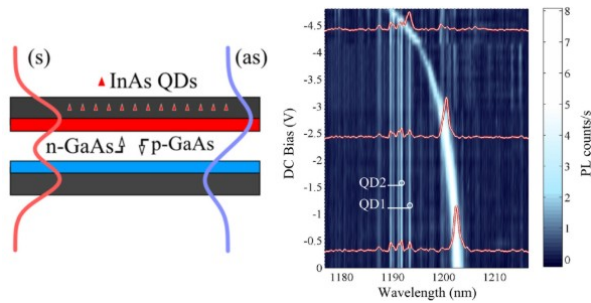 (s)
(as)
InAs QDs
n-GaAs
p-GaAs
DC Bias (V)
-4.5
-4
-3.5
-3
-2.5
-2
-1.5
-1
-0.5
0
QD2
QD1
1180
1190
1200
1210
Wavelength (nm)
8
7
6
5
4
3
2
1
0
PL counts/s